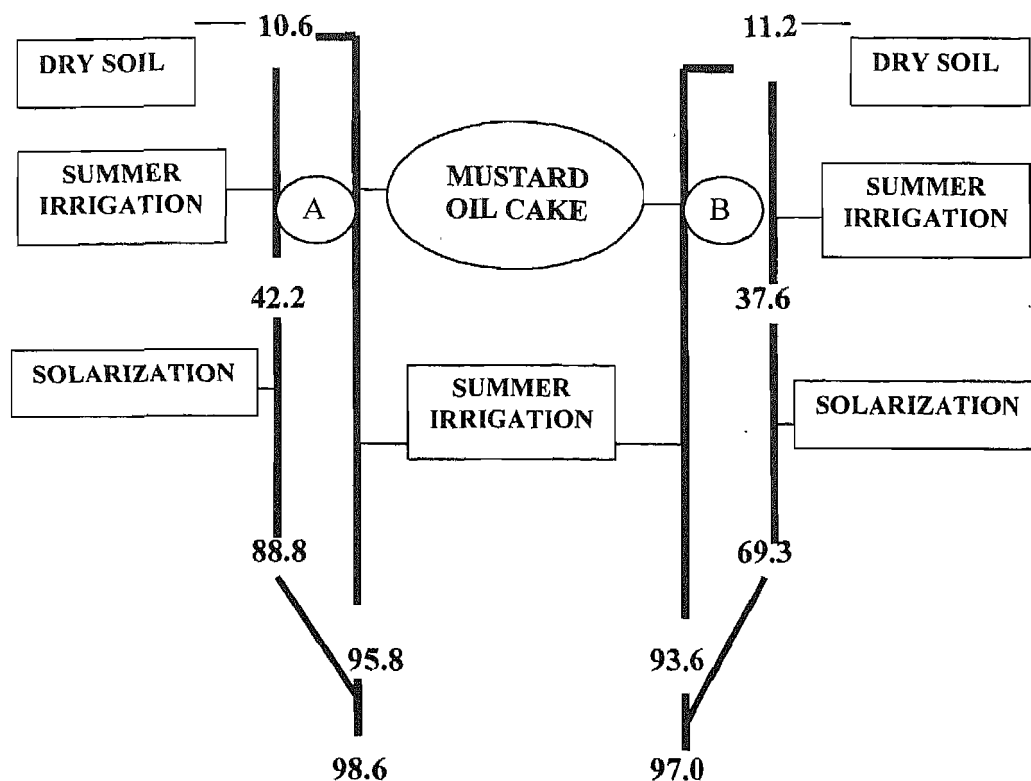 10.6
11.2
DRY SOIL
DRY SOIL
SUMMER
IRRIGATION
A
MUSTARD
OIL CAKE
B
SUMMER
IRRIGATION
42.2
37.6
SOLARIZATION
SUMMER
IRRIGATION
SOLARIZATION
88.8
69.3
95.8
93.6
98.6
97.0